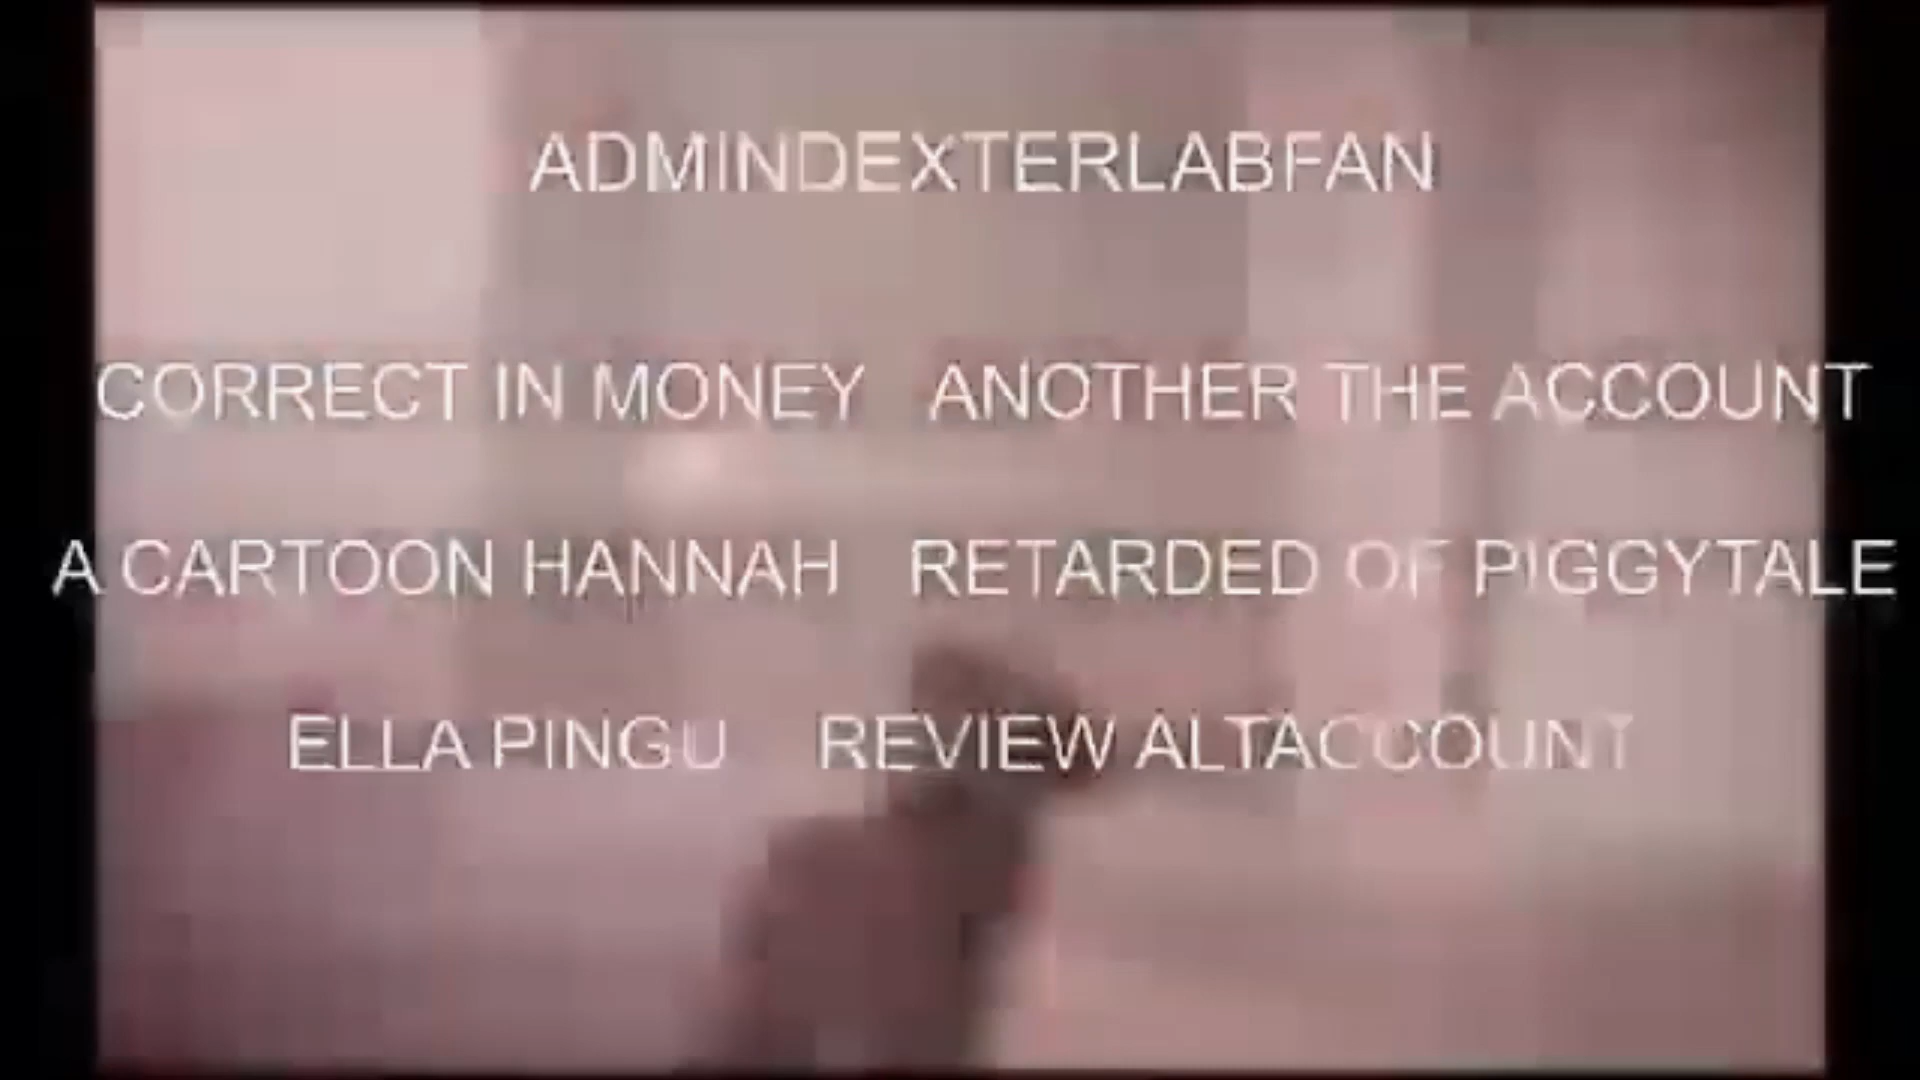 ADMINDEXTERLABFAN
CORRECT IN MONEY ANOTHER THE ACCOUNT
A CARTOON HANNAH RETARDED OF PIGGYTALE
ELLA PINGU REVIEW ALTACCOUNT